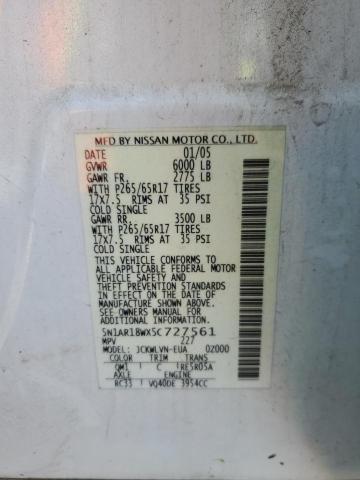 MFD BY NISSAN MOTOR CO., LTD.
DATE 01/05
GVWR 6000 LB
GAWR FR. 2775 LB
WITH P265/65R17 TIRES
17X7.5 RIMS AT 35 PSI
COLD SINGLE
GAWR RR. 3500 LB
WITH P265/65R17 TIRES
17X7.5 RIMS AT 35 PSI
COLD SINGLE
THIS VEHICLE CONFORMS TO ALL
APPLICABLE FEDERAL MOTOR
VEHICLE SAFETY AND THEFT
PREVENTION STANDARDS IN
EFFECT ON THE DATE OF
MANUFACTURE SHOWN ABOVE.
SEE OWNERS MANUAL FOR
ADDITIONAL INFORMATION.
5N1AR18WX5C727561
MPV 227
JCKWLVN-EUA 02000
COLOR TRIM TRANS
QM1 C RE5R05A
AXLE ENGINE
RC33 VQ40DE 3954CC